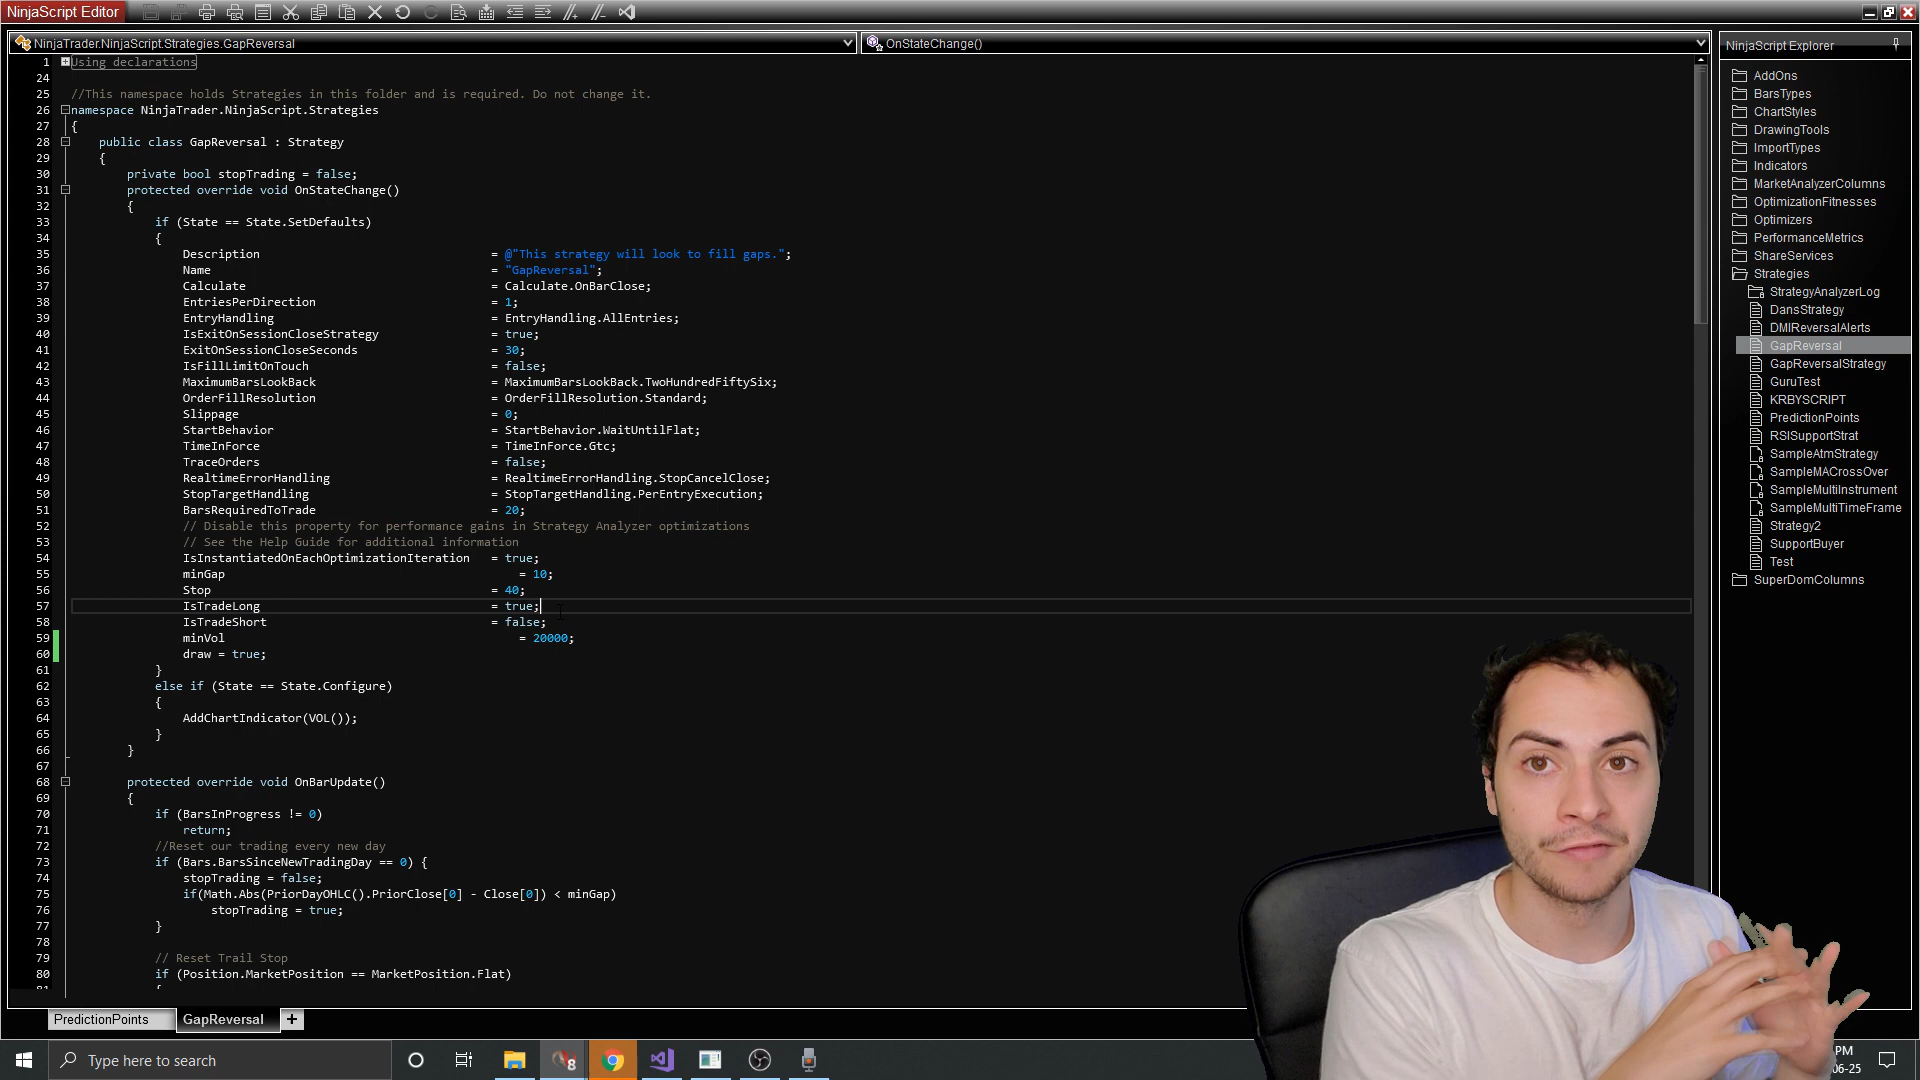 NinjaScript Editor
NinjaTrader.NinjaScript.Strategies.GapReversal
OnStateChange()
1 Using declarations
24
25 //This namespace holds Strategies in this folder and is required. Do not change it.
26 namespace NinjaTrader.NinjaScript.Strategies
27 {
28 public class GapReversal : Strategy
29 {
30 private bool stopTrading = false;
31 protected override void OnStateChange()
32 {
33 if (State == State.SetDefaults)
34 {
35 Description = @"This strategy will look to fill gaps.";
36 Name = "GapReversal";
37 Calculate = Calculate.OnBarClose;
38 EntriesPerDirection = 1;
39 EntryHandling = EntryHandling.AllEntries;
40 IsExitOnSessionCloseStrategy = true;
41 ExitOnSessionCloseSeconds = 30;
42 IsFillLimitOnTouch = false;
43 MaximumBarsLookBack = MaximumBarsLookBack.TwoHundredFiftySix;
44 OrderFillResolution = OrderFillResolution.Standard;
45 Slippage = 0;
46 StartBehavior = StartBehavior.WaitUntilFlat;
47 TimeInForce = TimeInForce.Gtc;
48 TraceOrders = false;
49 RealtimeErrorHandling = RealtimeErrorHandling.StopCancelClose;
50 StopTargetHandling = StopTargetHandling.PerEntryExecution;
51 BarsRequiredToTrade = 20;
52 // Disable this property for performance gains in Strategy Analyzer optimizations
53 // See the Help Guide for additional information
54 IsInstantiatedOnEachOptimizationIteration = true;
55 minGap = 10;
56 Stop = 40;
57 IsTradeLong = true;
58 IsTradeShort = false;
59 minVol = 20000;
60 draw = true;
61 }
62 else if (State == State.Configure)
63 {
64 AddChartIndicator(VOL());
65 }
66 }
67
68 protected override void OnBarUpdate()
69 {
70 if (BarsInProgress != 0)
71 return;
72 //Reset our trading every new day
73 if (Bars.BarsSinceNewTradingDay == 0) {
74 stopTrading = false;
75 if(Math.Abs(PriorDayOHLC().PriorClose[0] - Close[0]) < minGap)
76 stopTrading = true;
77 }
78
79 // Reset Trail Stop
80 if (Position.MarketPosition == MarketPosition.Flat)
NinjaScript Explorer
AddOns
BarsTypes
ChartStyles
DrawingTools
ImportTypes
Indicators
MarketAnalyzerColumns
OptimizationFitnesses
Optimizers
PerformanceMetrics
ShareServices
Strategies
StrategyAnalyzerLog
DansStrategy
DMIReversalAlerts
GapReversal
GapReversalStrategy
GuruTest
KRBYSCRIPT
PredictionPoints
RSISupportStrat
SampleAtmStrategy
SampleMACrossOver
SampleMultiInstrument
SampleMultiTimeFrame
Strategy2
SupportBuyer
Test
SuperDomColumns
PredictionPoints
GapReversal
+
Type here to search
8
PM
06-25